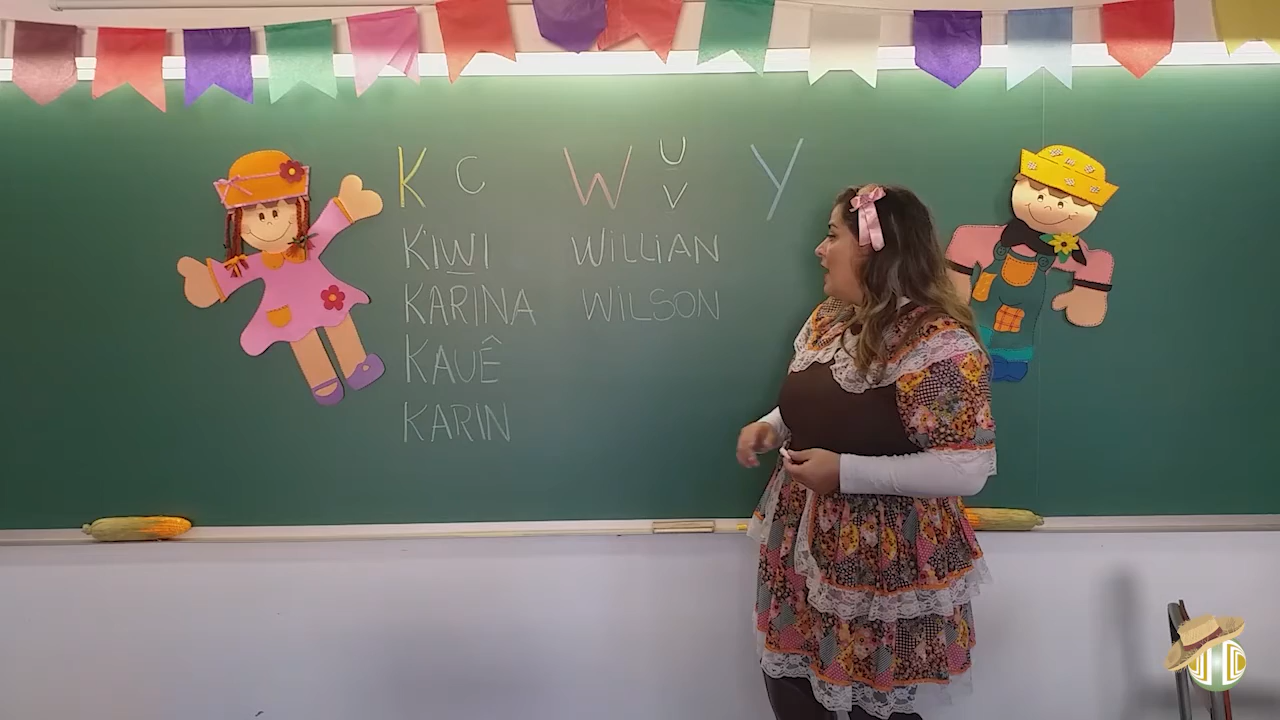 K C W U Y
V
KIWI WILLIAN
KARINA WILSON
KAUÊ
KARIN